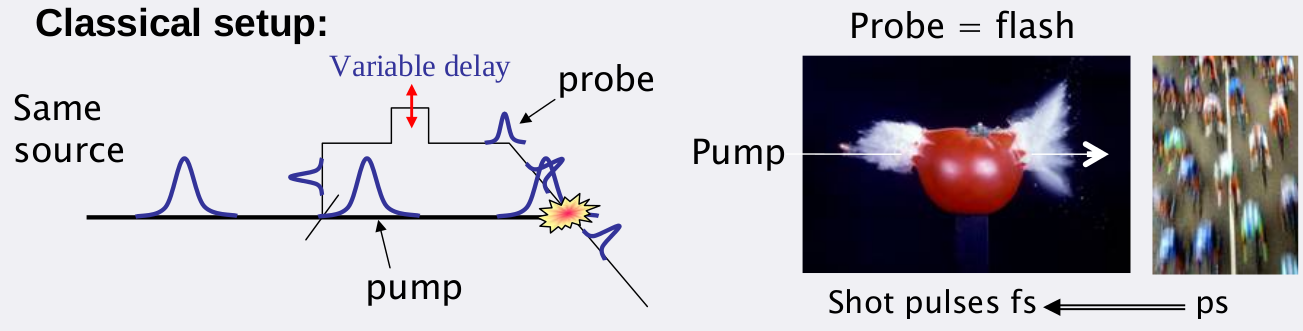 Classical setup:
Variable delay
probe
Same
source
pump
Probe = flash
Pump
Shot pulses fs
ps